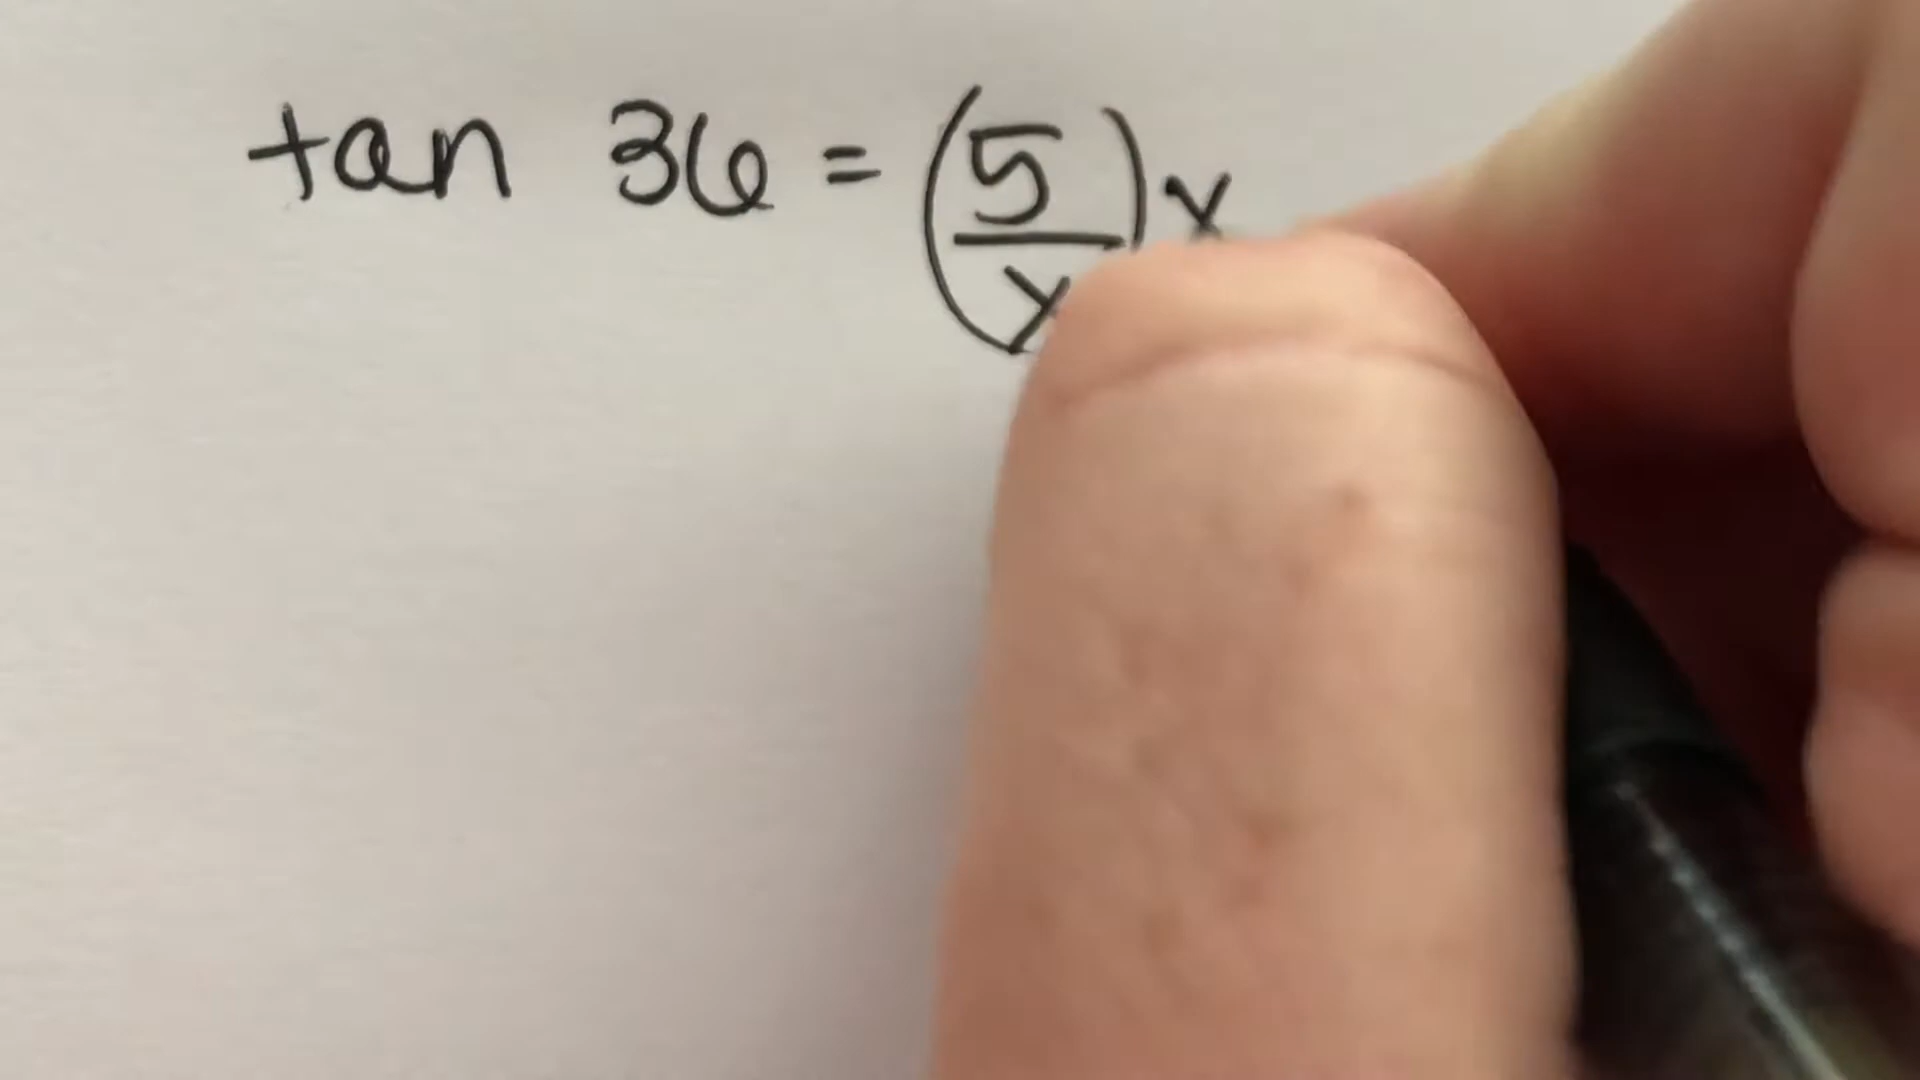 tan 36 = (5/x)x